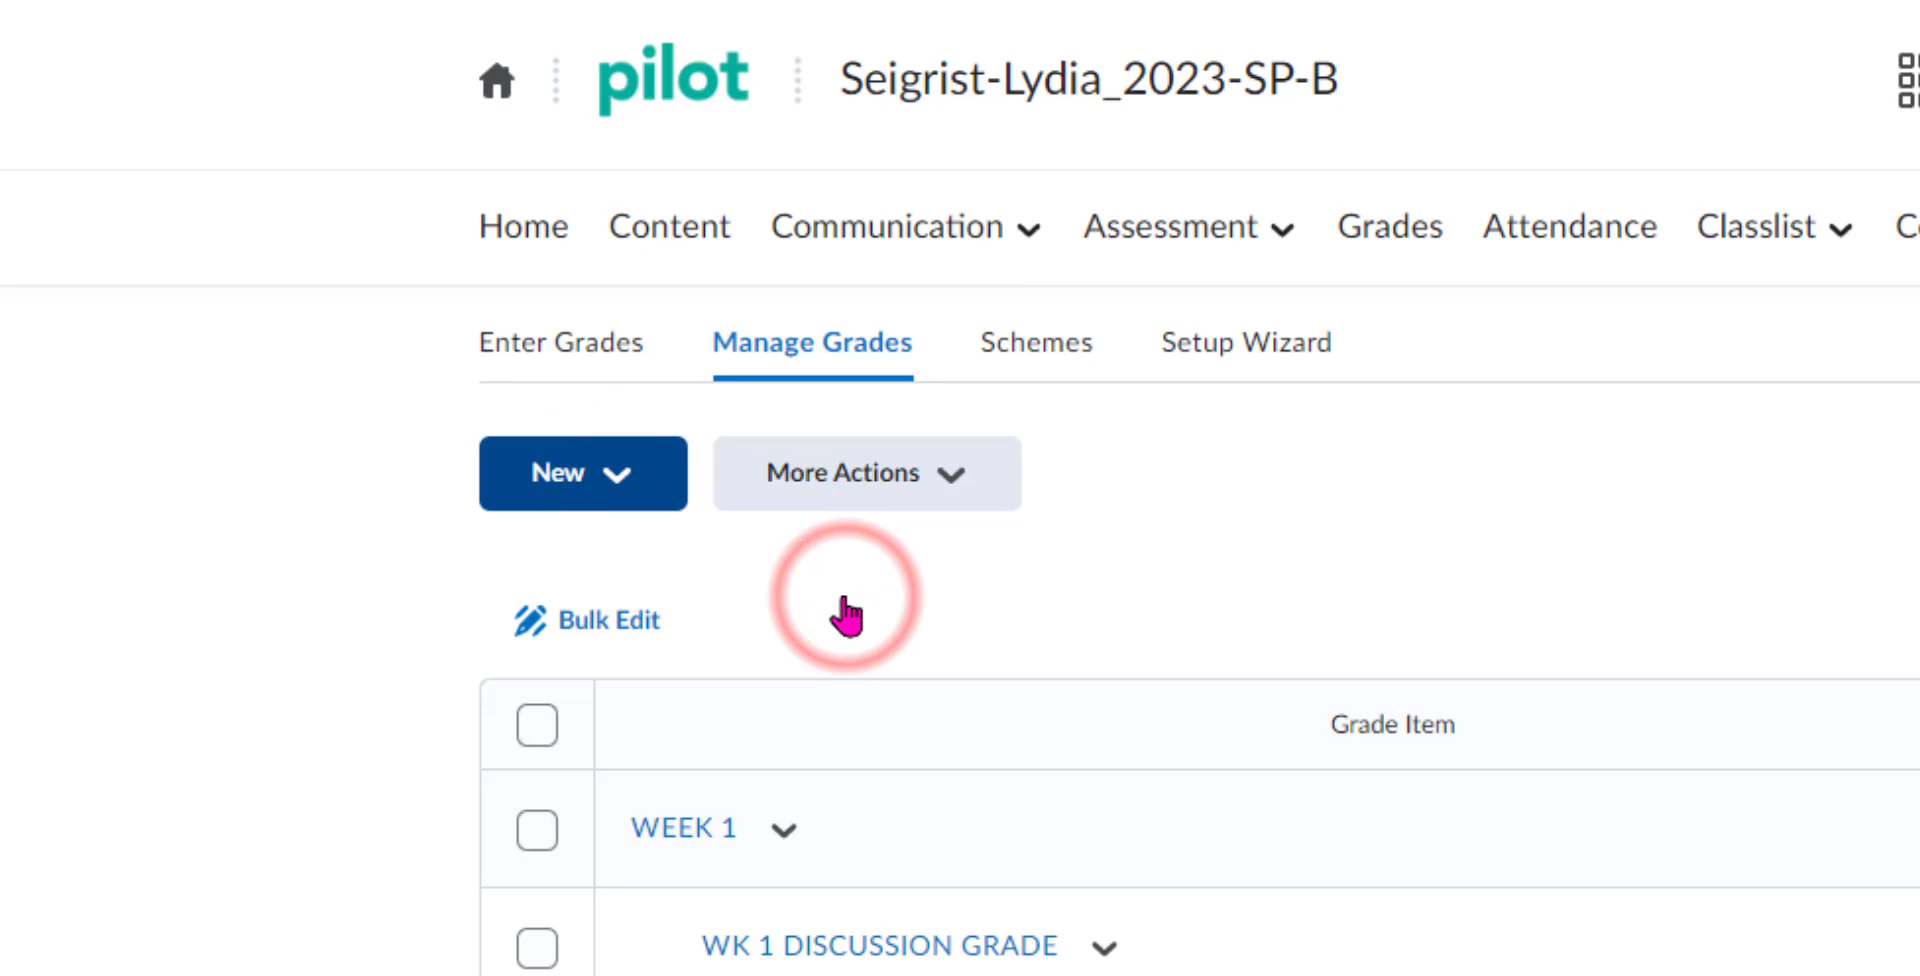 pilot Seigrist-Lydia_2023-SP-B
Home Content Communication Assessment Grades Attendance Classlist
Enter Grades Manage Grades Schemes Setup Wizard
New More Actions
Bulk Edit
Grade Item
WEEK 1
WK 1 DISCUSSION GRADE